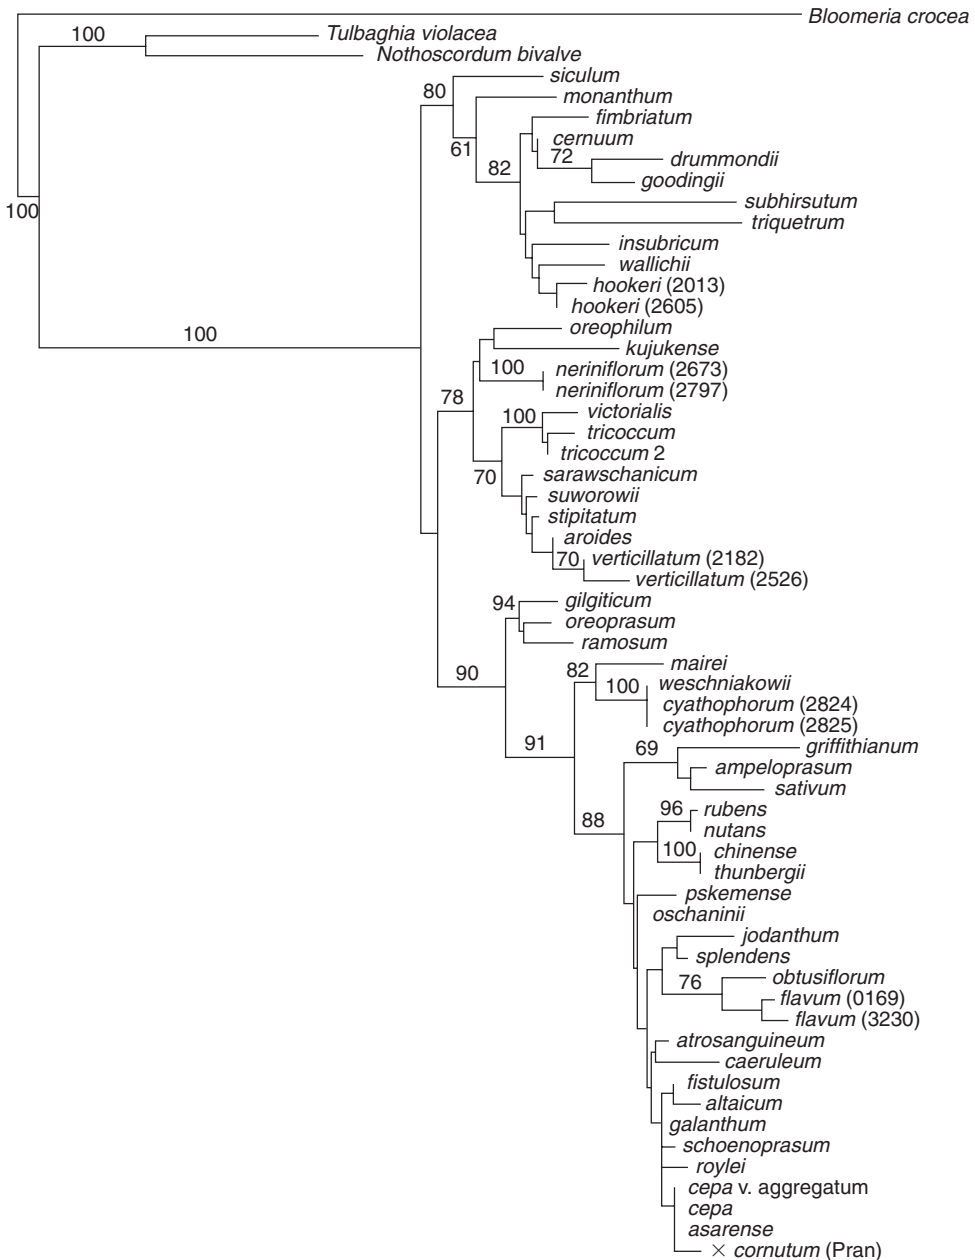 Bloomeria crocea
100
Tulbaghia violacea
Nothoscordum bivalve
siculum
80
monanthum
fimbriatum
cernuum
61
72
drummondii
82
goodingii
subhirsutum
100
triquetrum
insubricum
wallichii
hookeri (2013)
hookeri (2605)
oreophilum
100
kujukense
100
neriniflorum (2673)
neriniflorum (2797)
78
victorialis
100
tricoccum
tricoccum 2
70
sarawschanicum
suworowii
stipitatum
aroides
70
verticillatum (2182)
verticillatum (2526)
94
gilgiticum
oreoprasum
ramosum
90
82
mairei
100
weschniakowii
cyathophorum (2824)
cyathophorum (2825)
91
69
griffithianum
ampeloprasum
sativum
96
rubens
88
nutans
100
chinense
thunbergii
pskemense
oschaninii
jodanthum
splendens
76
obtusiflorum
flavum (0169)
flavum (3230)
atrosanguineum
caeruleum
fistulosum
altaicum
galanthum
schoenoprasum
roylei
cepa v. aggregatum
cepa
asarense
× cornutum (Pran)